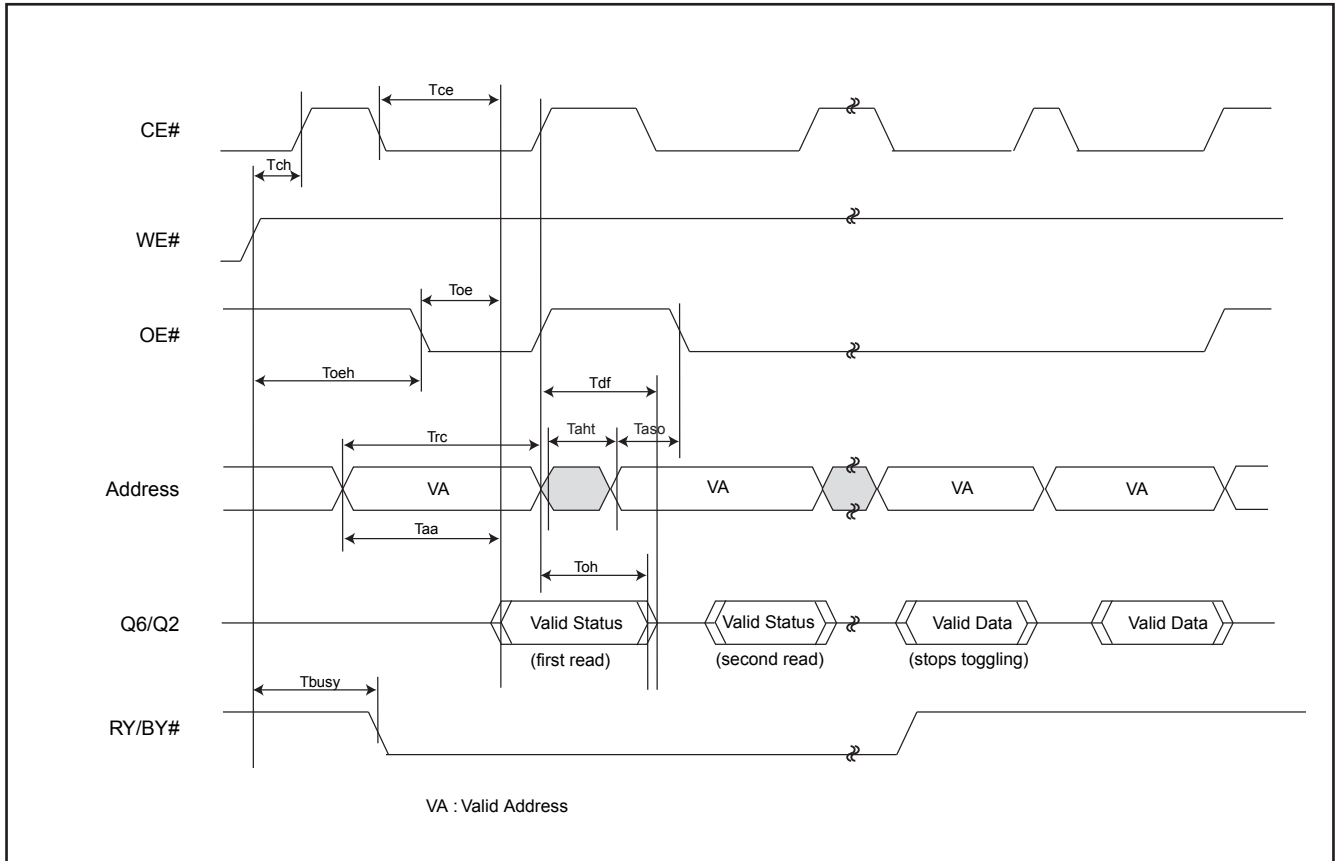 Tce
CE#
Tch
WE#
Toe
OE#
Toeh
Tdf
Taht
Taso
Trc
Address
VA
VA
VA
VA
Taa
Toh
Q6/Q2
Valid Status
Valid Status
Valid Data
Valid Data
(first read)
(second read)
(stops toggling)
Tbusy
RY/BY#
VA : Valid Address